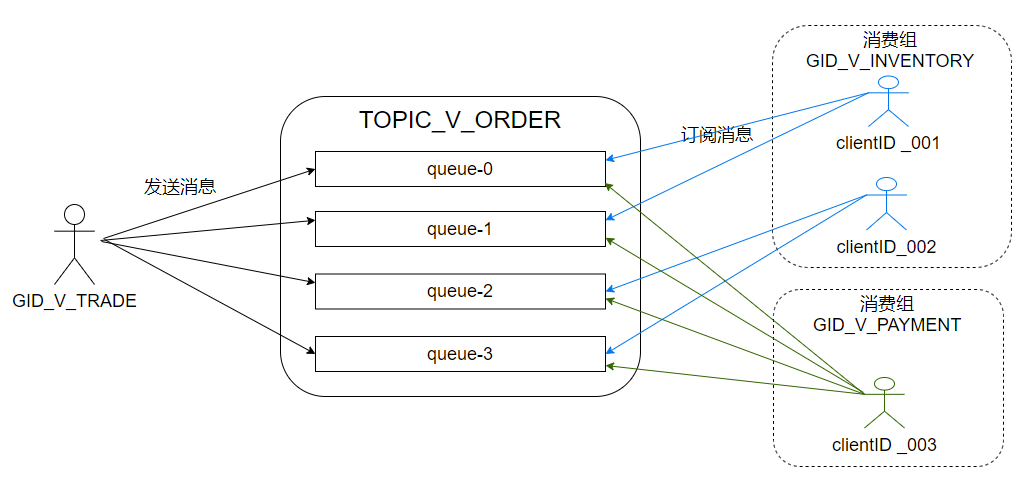 消费组
GID_V_INVENTORY
clientID _001
clientID_002
订阅消息
TOPIC_V_ORDER
queue-0
queue-1
queue-2
queue-3
发送消息
GID_V_TRADE
消费组
GID_V_PAYMENT
clientID _003